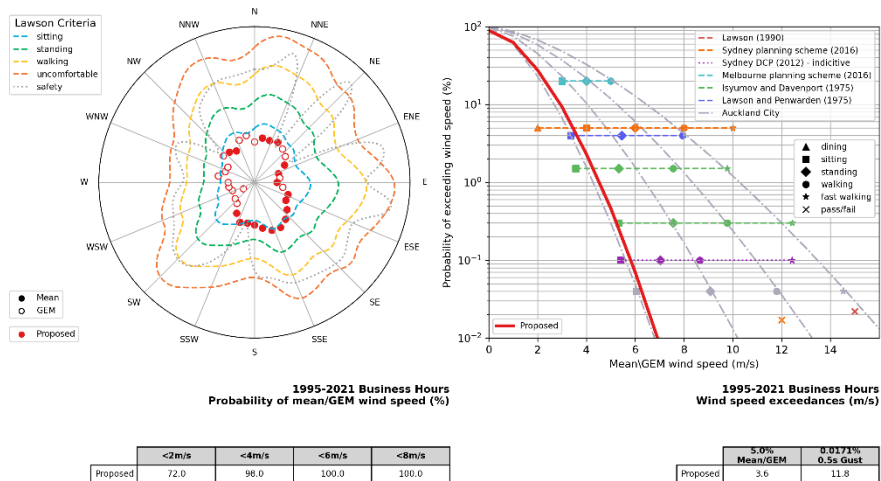 Lawson Criteria
sitting
standing
walking
uncomfortable
safety
N
NNE
ENE
E
ESE
SE
SSE
S
SSW
SW
WSW
W
WNW
NW
NNW
Mean
GEM
Proposed
1995-2021 Business Hours
Probability of mean/GEM wind speed (%)
<2m/s <4m/s <6m/s <8m/s
Proposed 72.0 98.0 100.0 100.0
Probability of exceeding wind speed (%)
10²
10¹
10⁰
10⁻¹
10⁻²
0 2 4 6 8 10 12 14
Mean\GEM wind speed (m/s)
Lawson (1990)
Sydney planning scheme (2016)
Sydney DCP (2012) - indicitive
Melbourne planning scheme (2016)
Isyumov and Davenport (1975)
Lawson and Penwarden (1975)
Auckland City
dining
sitting
standing
walking
fast walking
pass/fail
Proposed
1995-2021 Business Hours
Wind speed exceedances (m/s)
5.0% 0.0171%
Mean/GEM 0.5s Gust
Proposed 3.6 11.8